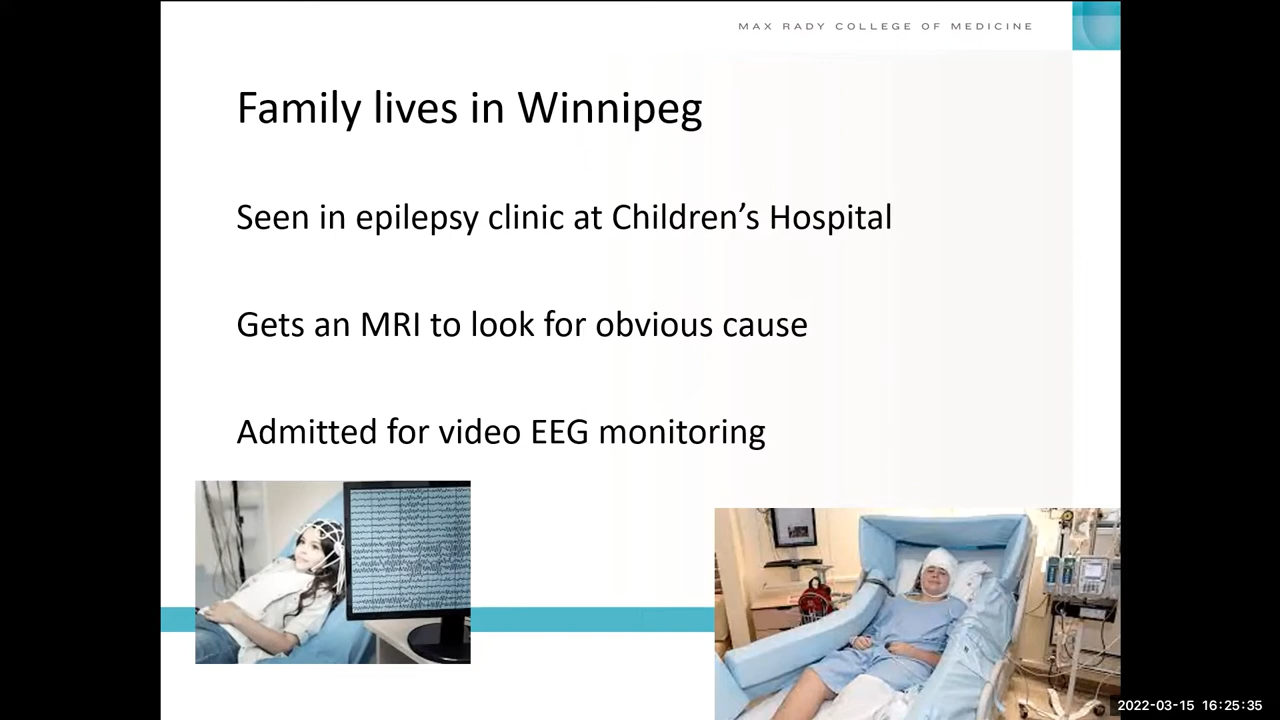 MAX RADY COLLEGE OF MEDICINE
Family lives in Winnipeg
Seen in epilepsy clinic at Children’s Hospital
Gets an MRI to look for obvious cause
Admitted for video EEG monitoring
2022-03-15 16:25:35